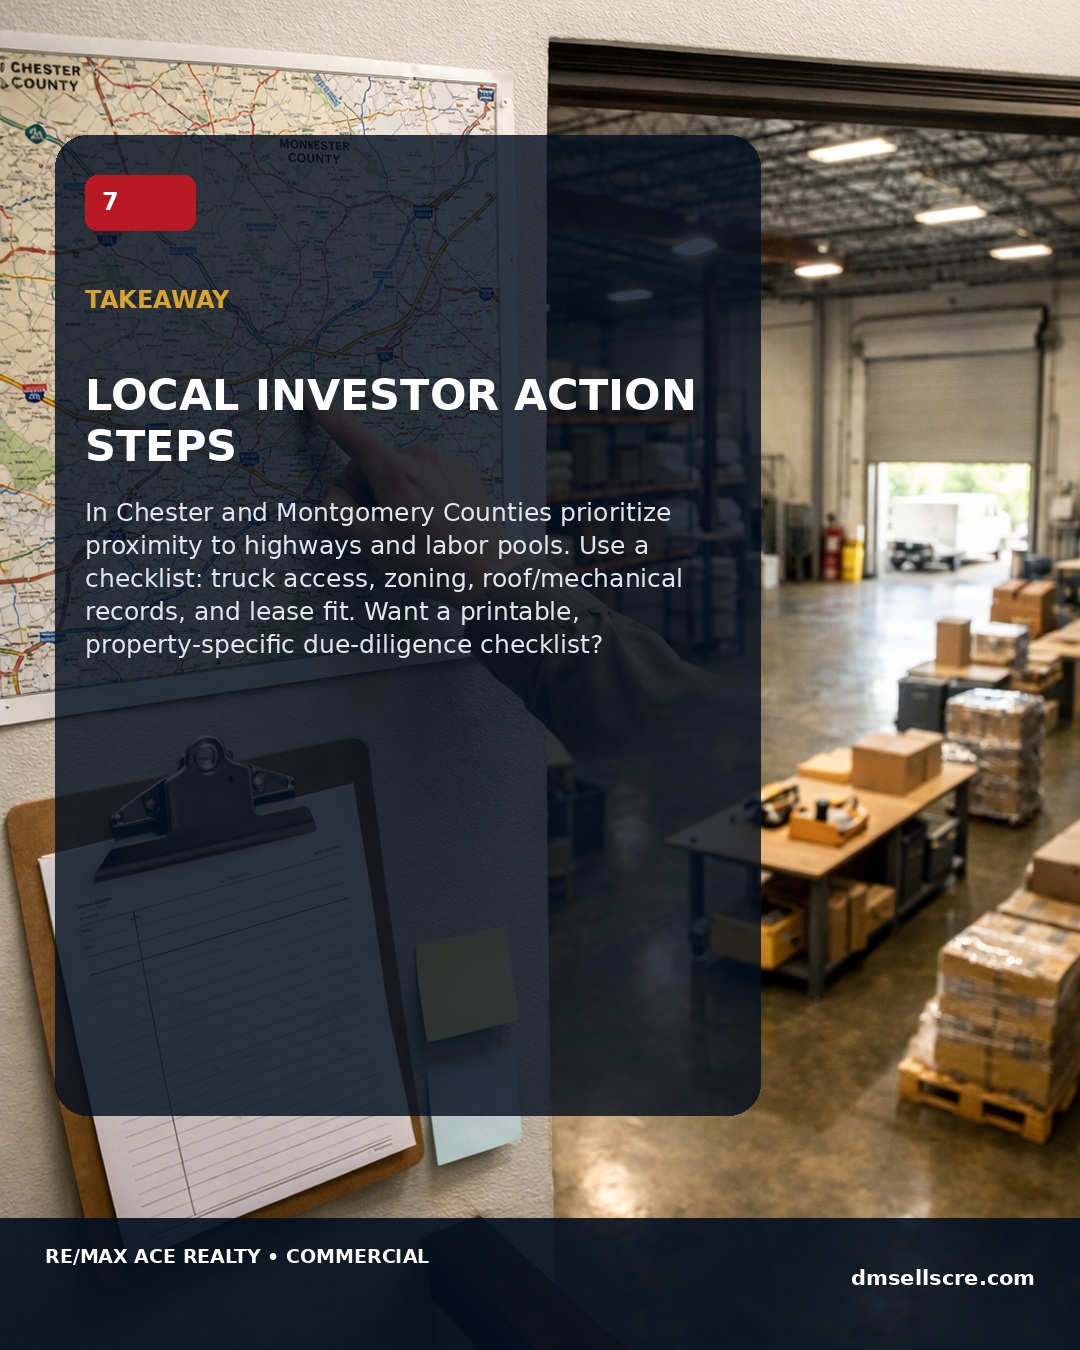 CHESTER
COUNTY
MONNESTER
COUNTY
7
TAKEAWAY
LOCAL INVESTOR ACTION
STEPS
In Chester and Montgomery Counties prioritize
proximity to highways and labor pools. Use a
checklist: truck access, zoning, roof/mechanical
records, and lease fit. Want a printable,
property-specific due-diligence checklist?
RE/MAX ACE REALTY • COMMERCIAL
dmsellscre.com